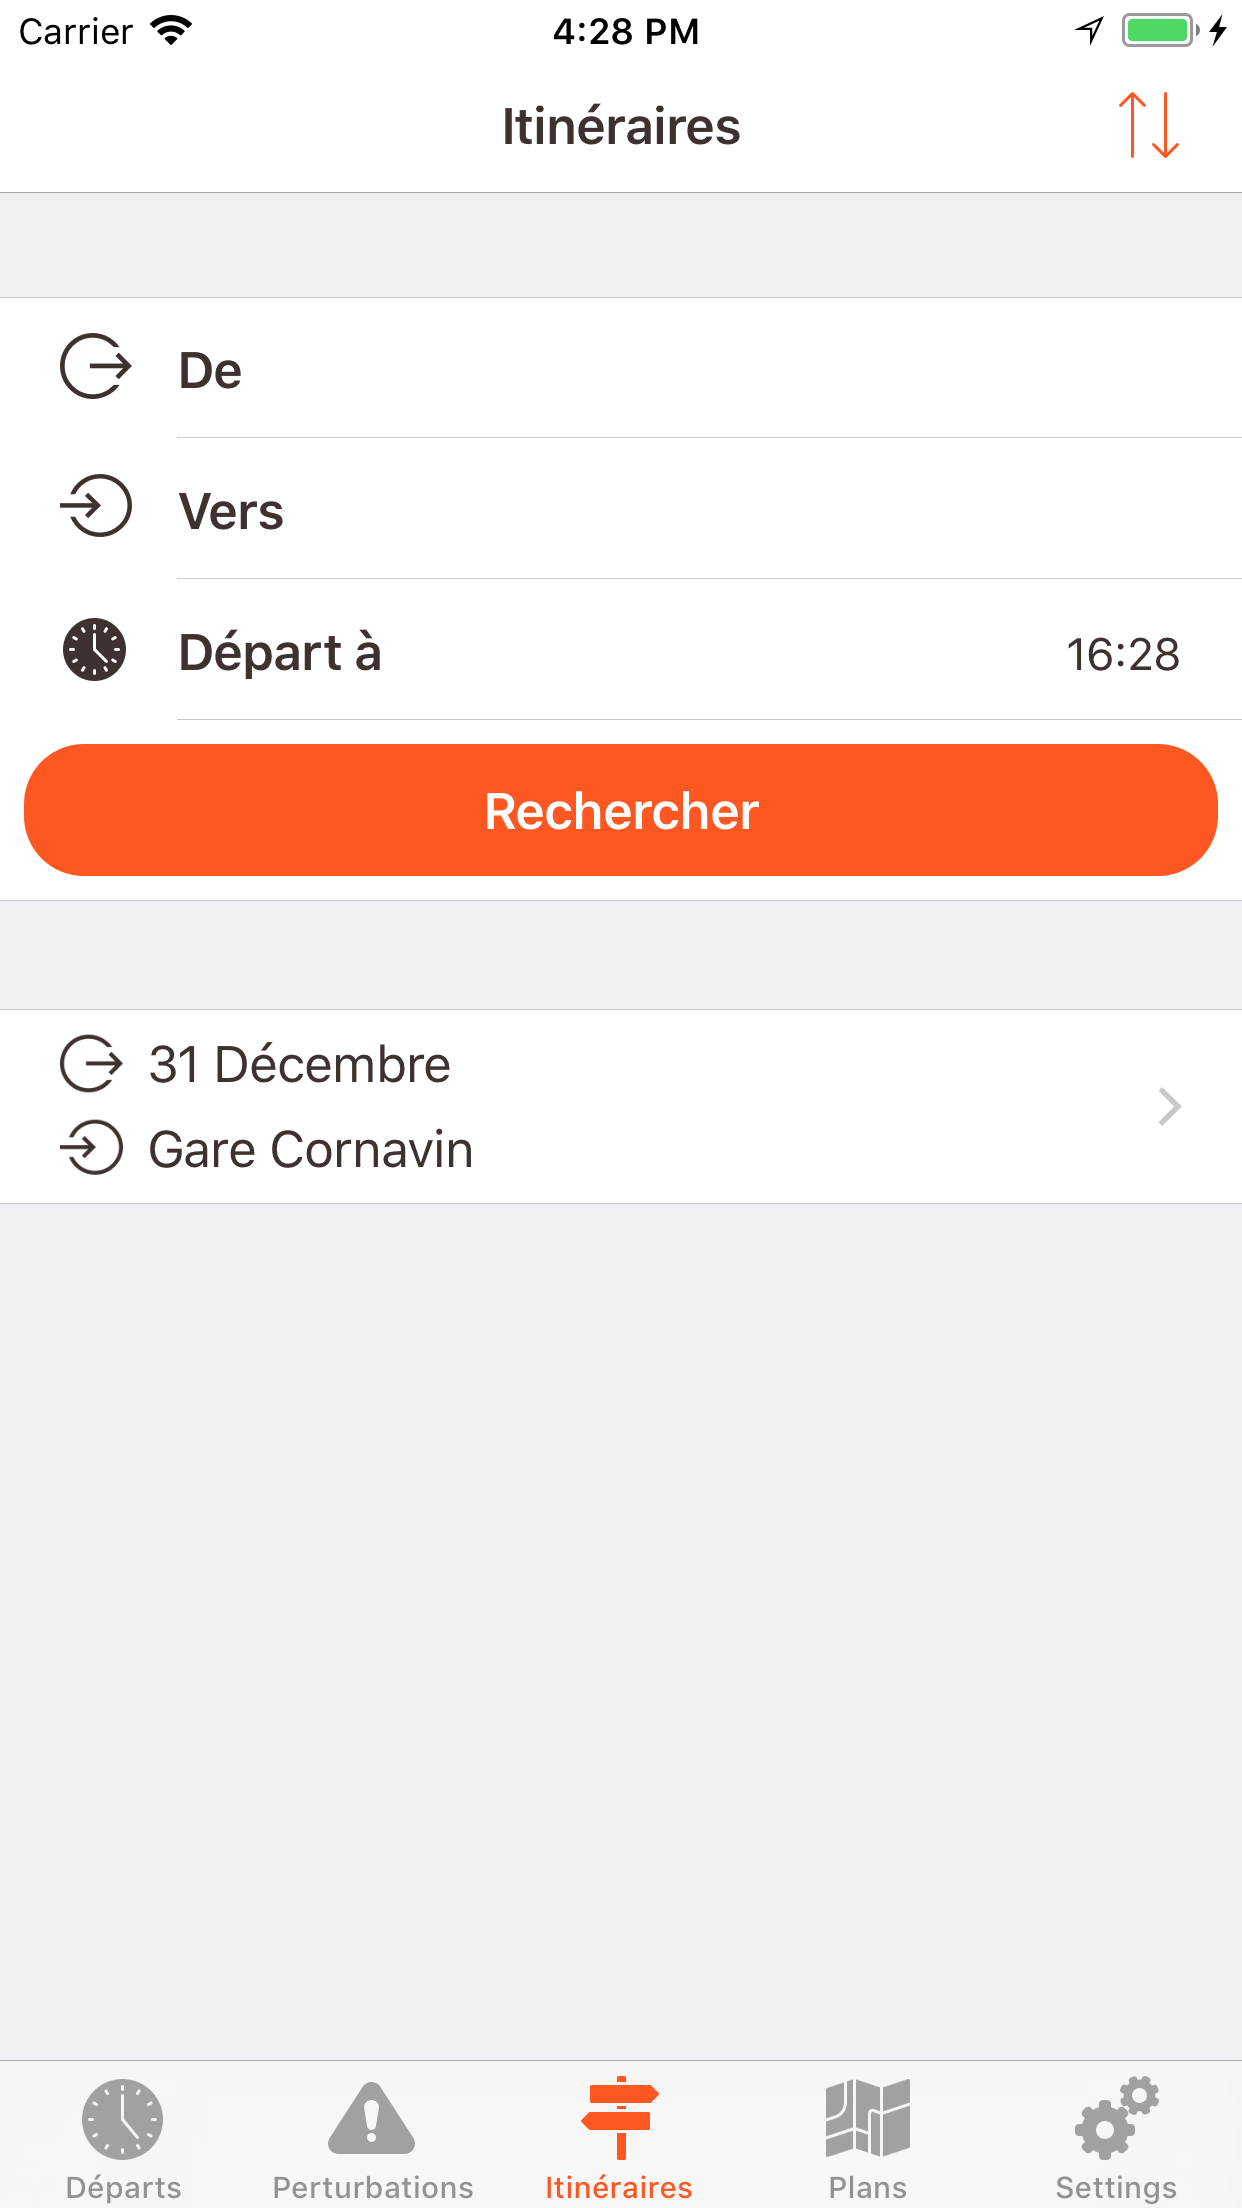 Carrier 4:28 PM
Itinéraires
De
Vers
Départ à 16:28
Rechercher
31 Décembre
Gare Cornavin
Départs Perturbations Itinéraires Plans Settings